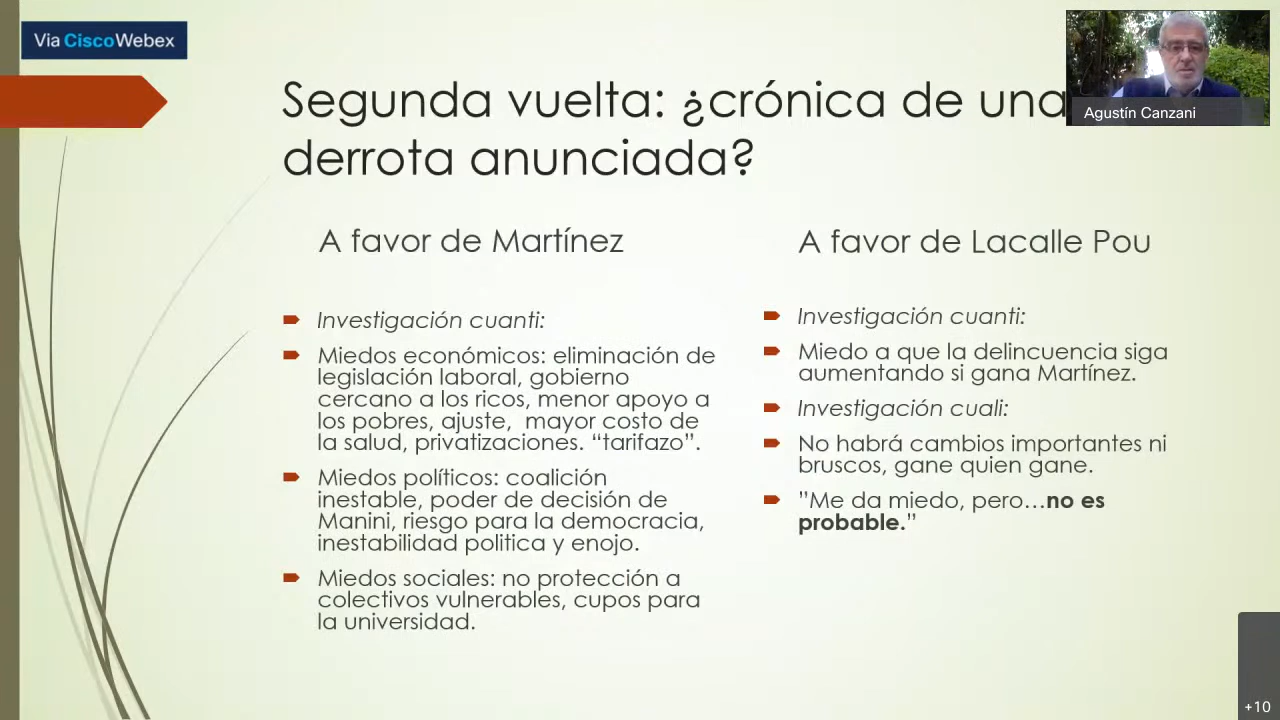 Via Cisco Webex
Segunda vuelta: ¿crónica de una
derrota anunciada?
Agustín Canzani
A favor de Martínez
Investigación cuanti:
Miedos económicos: eliminación de
legislación laboral, gobierno
cercano a los ricos, menor apoyo a
los pobres, ajuste,  mayor costo de
la salud, privatizaciones. “tarifazo”.
Miedos políticos: coalición
inestable, poder de decisión de
Manini, riesgo para la democracia,
inestabilidad politica y enojo.
Miedos sociales: no protección a
colectivos vulnerables, cupos para
la universidad.
A favor de Lacalle Pou
Investigación cuanti:
Miedo a que la delincuencia siga
aumentando si gana Martínez.
Investigación cuali:
No habrá cambios importantes ni
bruscos, gane quien gane.
”Me da miedo, pero…no es
probable.”
+10